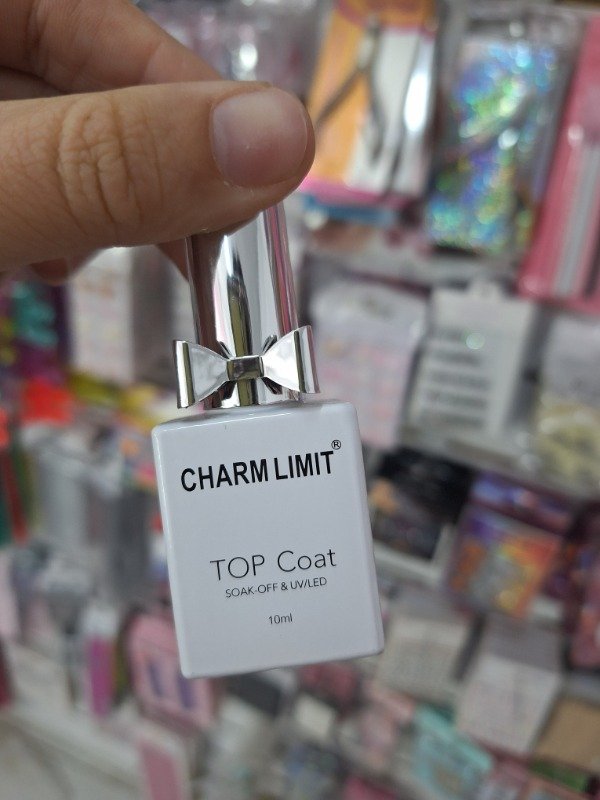 CHARM LIMIT®
TOP Coat
SOAK-OFF & UV/LED
10ml